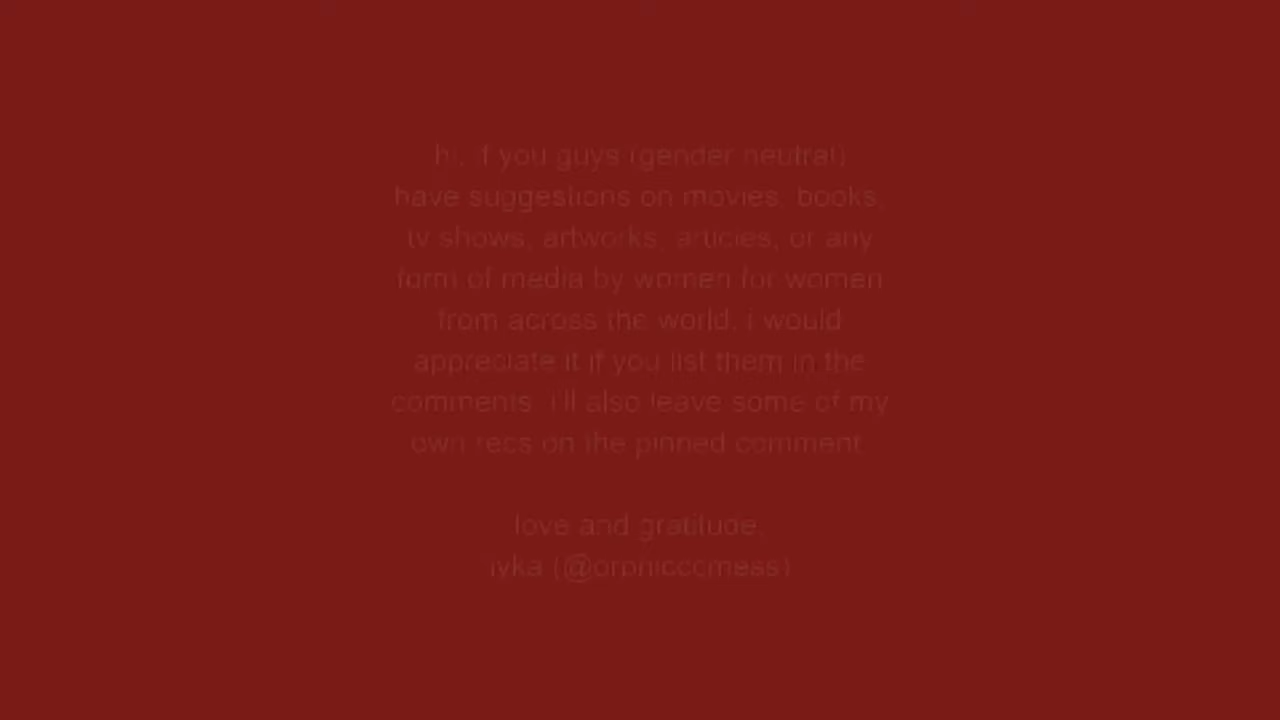 hi, if you guys (gender neutral)
have suggestions on movies, books,
tv shows, artworks, articles, or any
form of media by women for women
from across the world, i would
appreciate it if you list them in the
comments. i'll also leave some of my
own recs on the pinned comment.
love and gratitude,